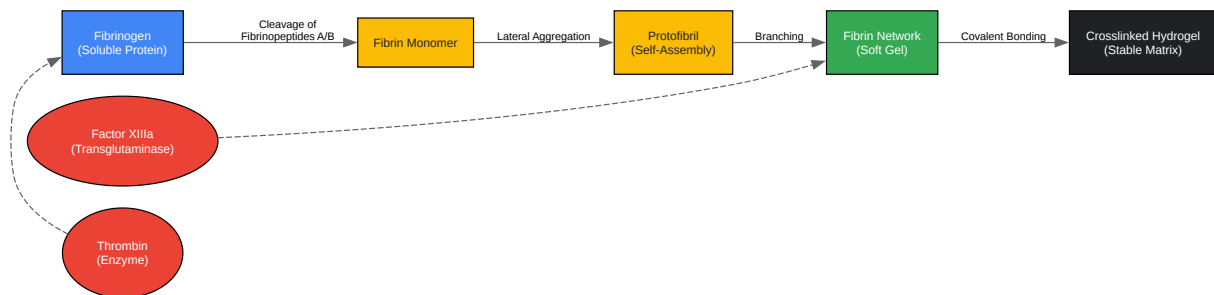 Fibrinogen
(Soluble Protein)
Cleavage of
Fibrinopeptides A/B
Fibrin Monomer
Lateral Aggregation
Protofibril
(Self-Assembly)
Branching
Fibrin Network
(Soft Gel)
Covalent Bonding
Crosslinked Hydrogel
(Stable Matrix)
Factor XIIIa
(Transglutaminase)
Thrombin
(Enzyme)